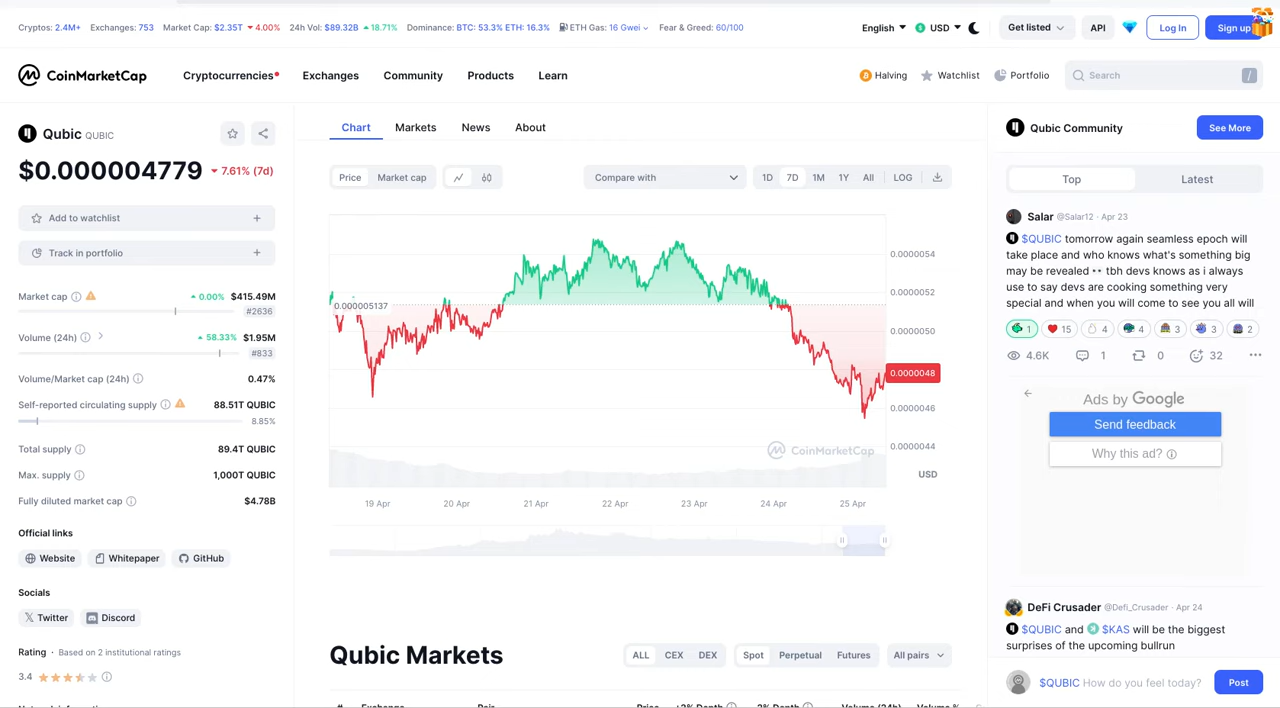 Cryptos: 2.4M+ Exchanges: 753 Market Cap: $2.35T 4.00% 24h Vol: $89.32B 18.71% Dominance: BTC: 53.3% ETH: 16.3% ETH Gas: 16 Gwei Fear & Greed: 60/100
English USD Get listed API Log In Sign up
CoinMarketCap Cryptocurrencies Exchanges Community Products Learn Halving Watchlist Portfolio Search /
Qubic QUBIC
$0.000004779 7.61% (7d)
Add to watchlist +
Track in portfolio +
Market cap 0.00% $415.49M
#2636
Volume (24h) 58.33% $1.95M
#833
Volume/Market cap (24h) 0.47%
Self-reported circulating supply 88.51T QUBIC
8.85%
Total supply 89.4T QUBIC
Max. supply 1,000T QUBIC
Fully diluted market cap $4.78B
Official links
Website Whitepaper GitHub
Socials
Twitter Discord
Rating · Based on 2 institutional ratings
3.4
Chart Markets News About
Price Market cap Compare with 1D 7D 1M 1Y All LOG
0.000005137
0.0000054
0.0000052
0.0000050
0.0000048
0.0000046
0.0000044
CoinMarketCap
USD
19 Apr 20 Apr 21 Apr 22 Apr 23 Apr 24 Apr 25 Apr
Qubic Markets ALL CEX DEX Spot Perpetual Futures All pairs
Qubic Community See More
Top Latest
Salar @Salar12 · Apr 23
$QUBIC tomorrow again seamless epoch will
take place and who knows what's something big
may be revealed 👀 tbh devs knows as i always
use to say devs are cooking something very
special and when you will come to see you all will
1 15 4 4 3 3 2
4.6K 1 0 32
Ads by Google
Send feedback
Why this ad?
DeFi Crusader @Defi_Crusader · Apr 24
$QUBIC and $KAS will be the biggest
surprises of the upcoming bullrun
$QUBIC How do you feel today? Post